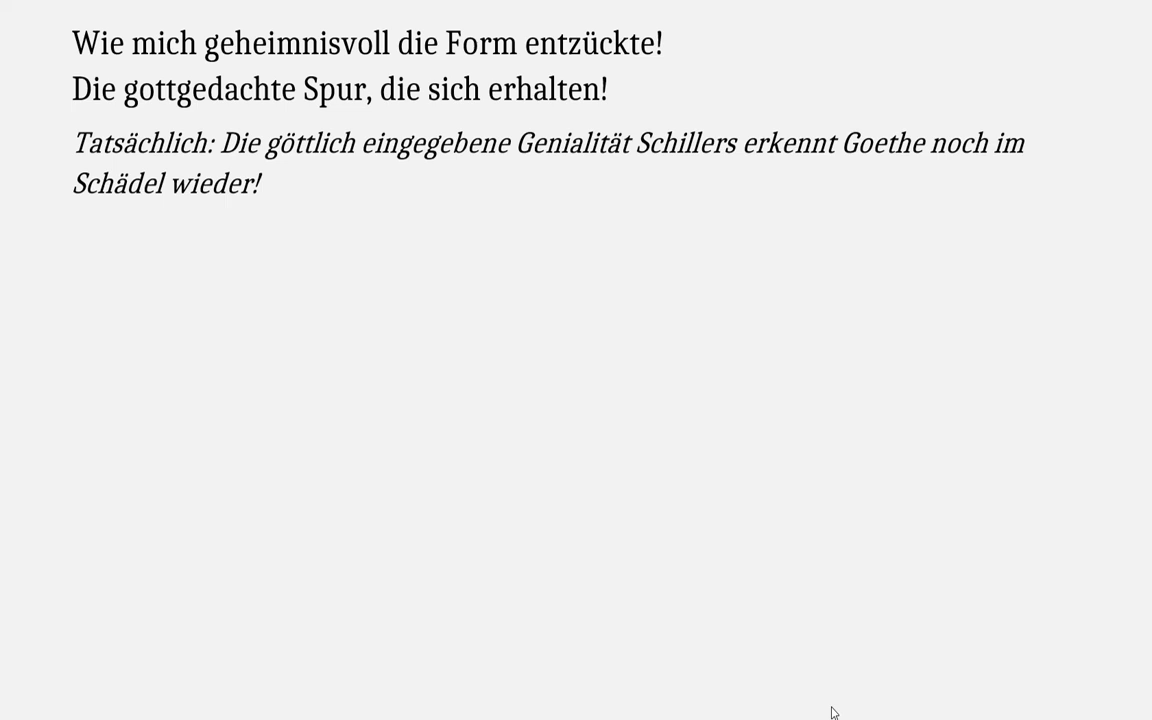 Wie mich geheimnisvoll die Form entzückte!
Die gottgedachte Spur, die sich erhalten!
Tatsächlich: Die göttlich eingegebene Genialität Schillers erkennt Goethe noch im
Schädel wieder!